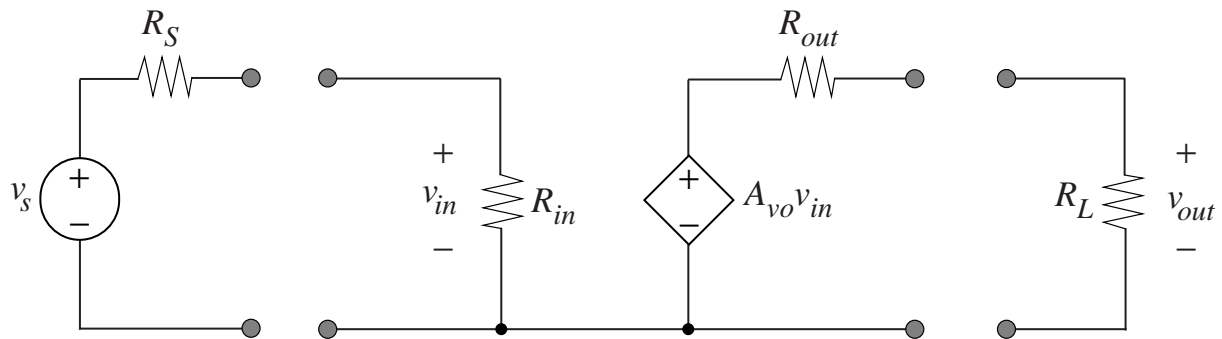 R_S
R_out
+
−
v_s
+
v_in
−
R_in
+
−
A_vo v_in
R_L
+
v_out
−